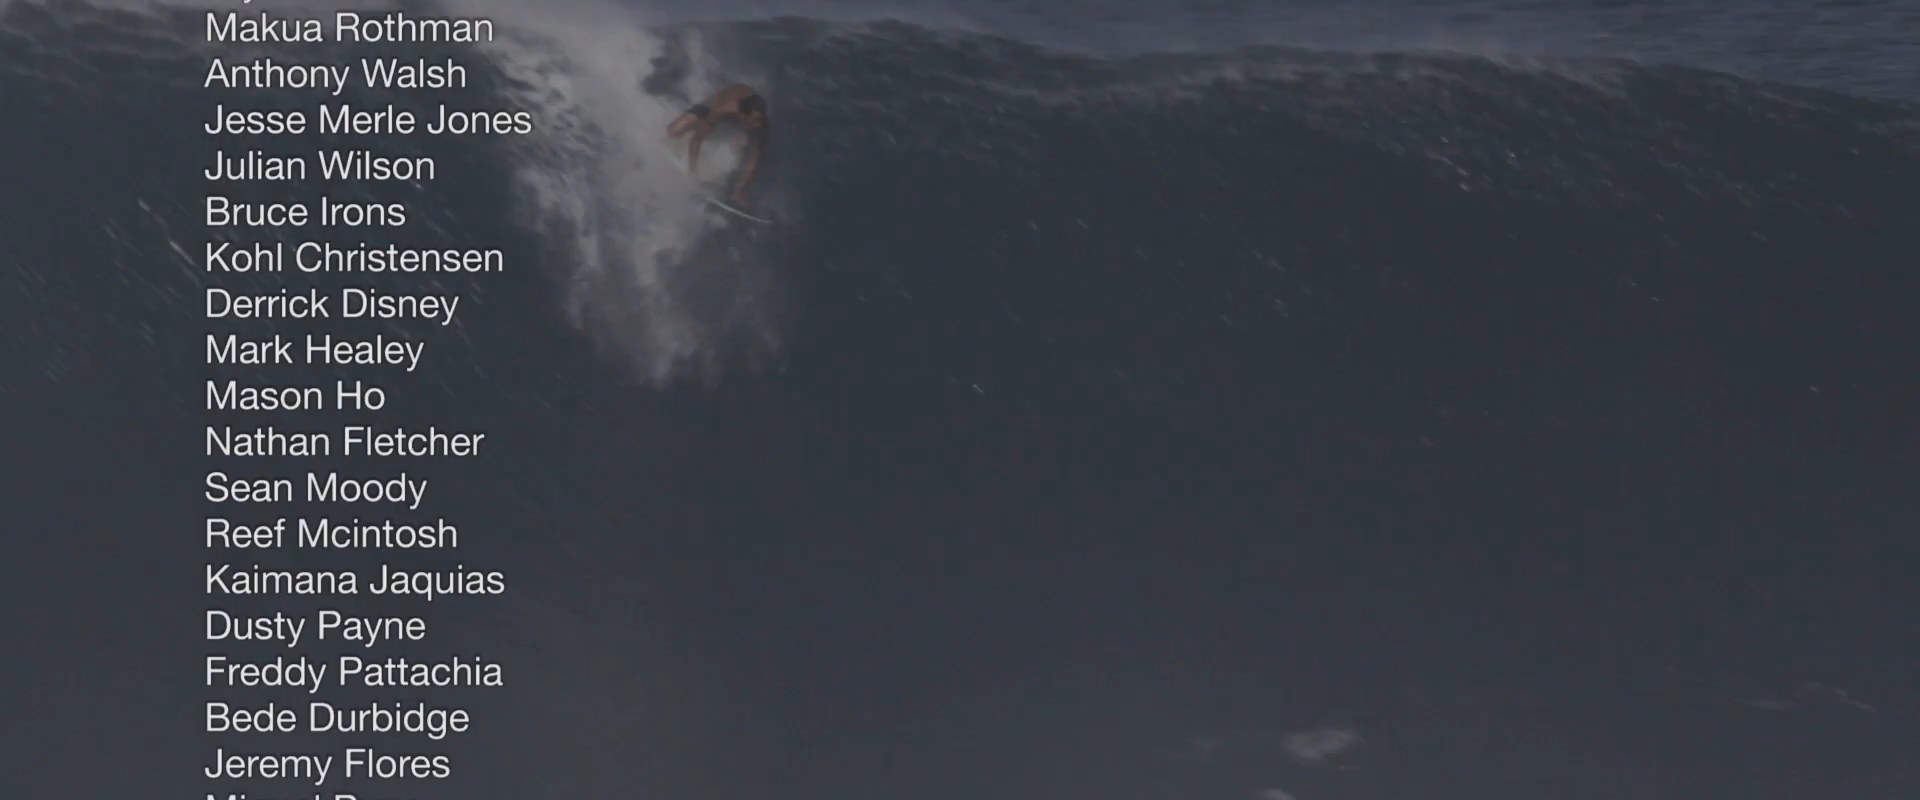 Makua Rothman
Anthony Walsh
Jesse Merle Jones
Julian Wilson
Bruce Irons
Kohl Christensen
Derrick Disney
Mark Healey
Mason Ho
Nathan Fletcher
Sean Moody
Reef Mcintosh
Kaimana Jaquias
Dusty Payne
Freddy Pattachia
Bede Durbidge
Jeremy Flores